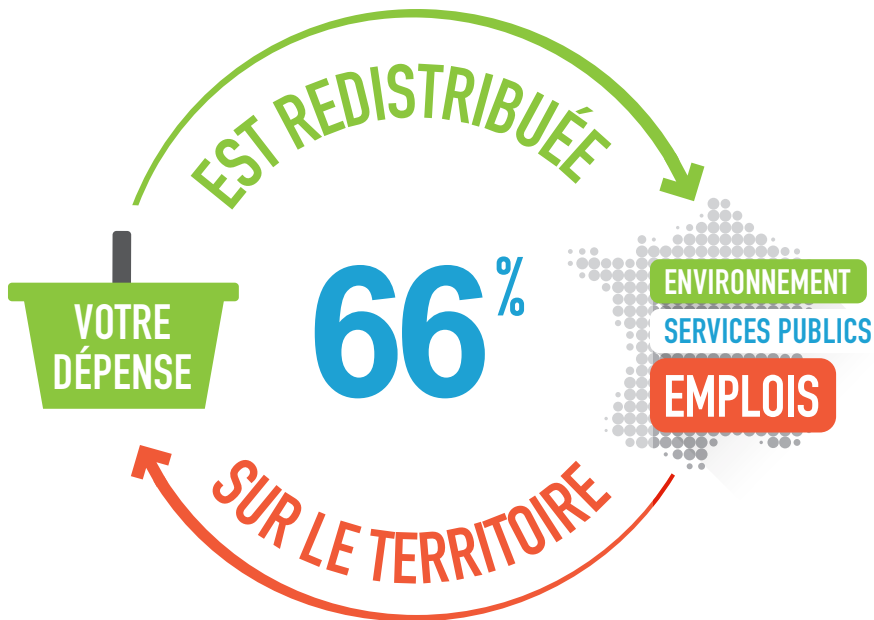 EST REDISTRIBUÉE
VOTRE
DÉPENSE
66%
ENVIRONNEMENT
SERVICES PUBLICS
EMPLOIS
SUR LE TERRITOIRE